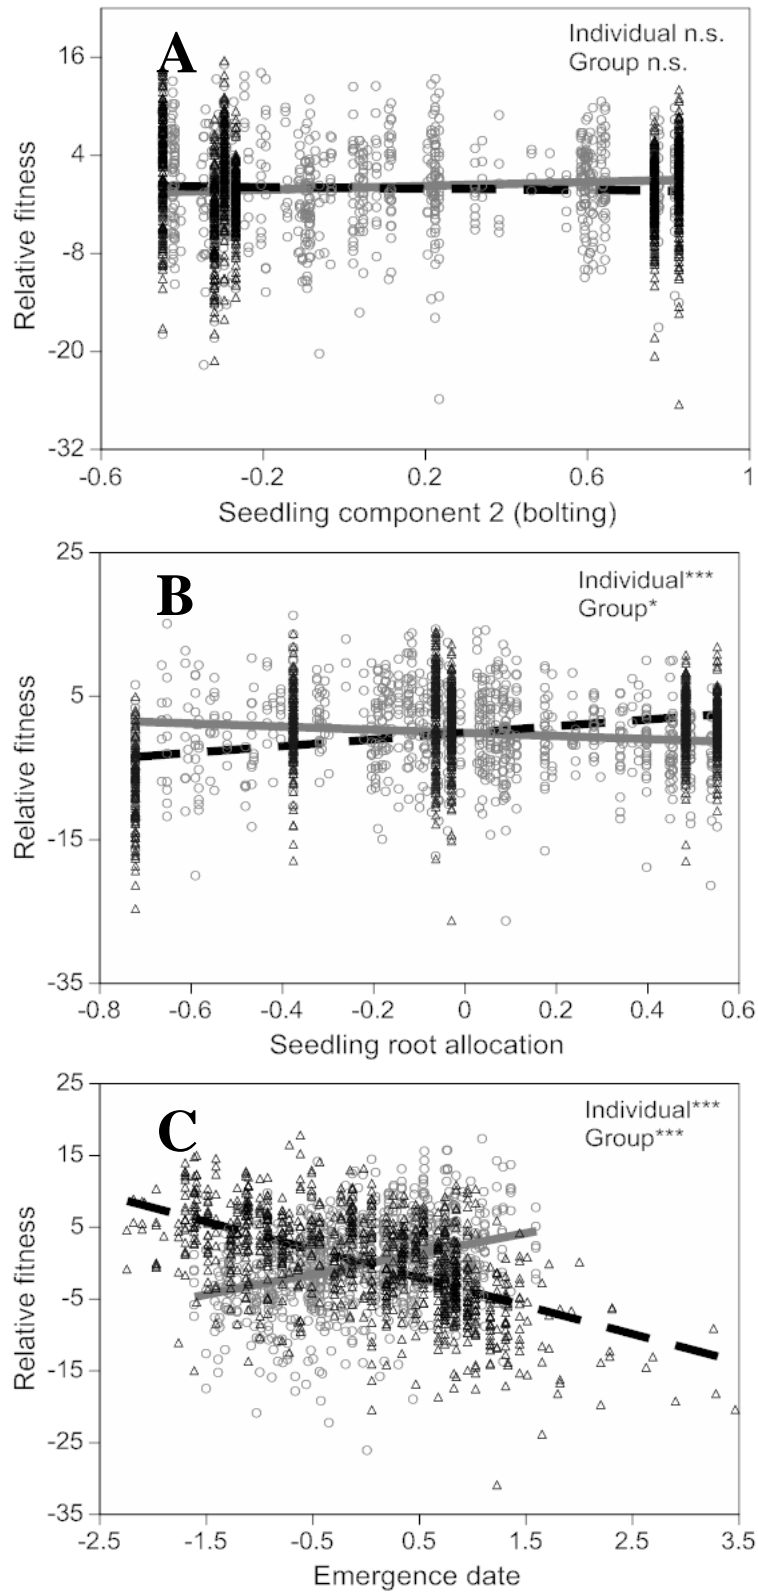 A
Individual n.s.
Group n.s.
16
4
-8
-20
-32
Relative fitness
-0.6
-0.2
0.2
0.6
1
Seedling component 2 (bolting)
B
Individual***
Group*
25
5
-15
-35
Relative fitness
-0.8
-0.6
-0.4
-0.2
0
0.2
0.4
0.6
Seedling root allocation
C
Individual***
Group***
25
15
5
-5
-15
-25
-35
Relative fitness
-2.5
-1.5
-0.5
0.5
1.5
2.5
3.5
Emergence date